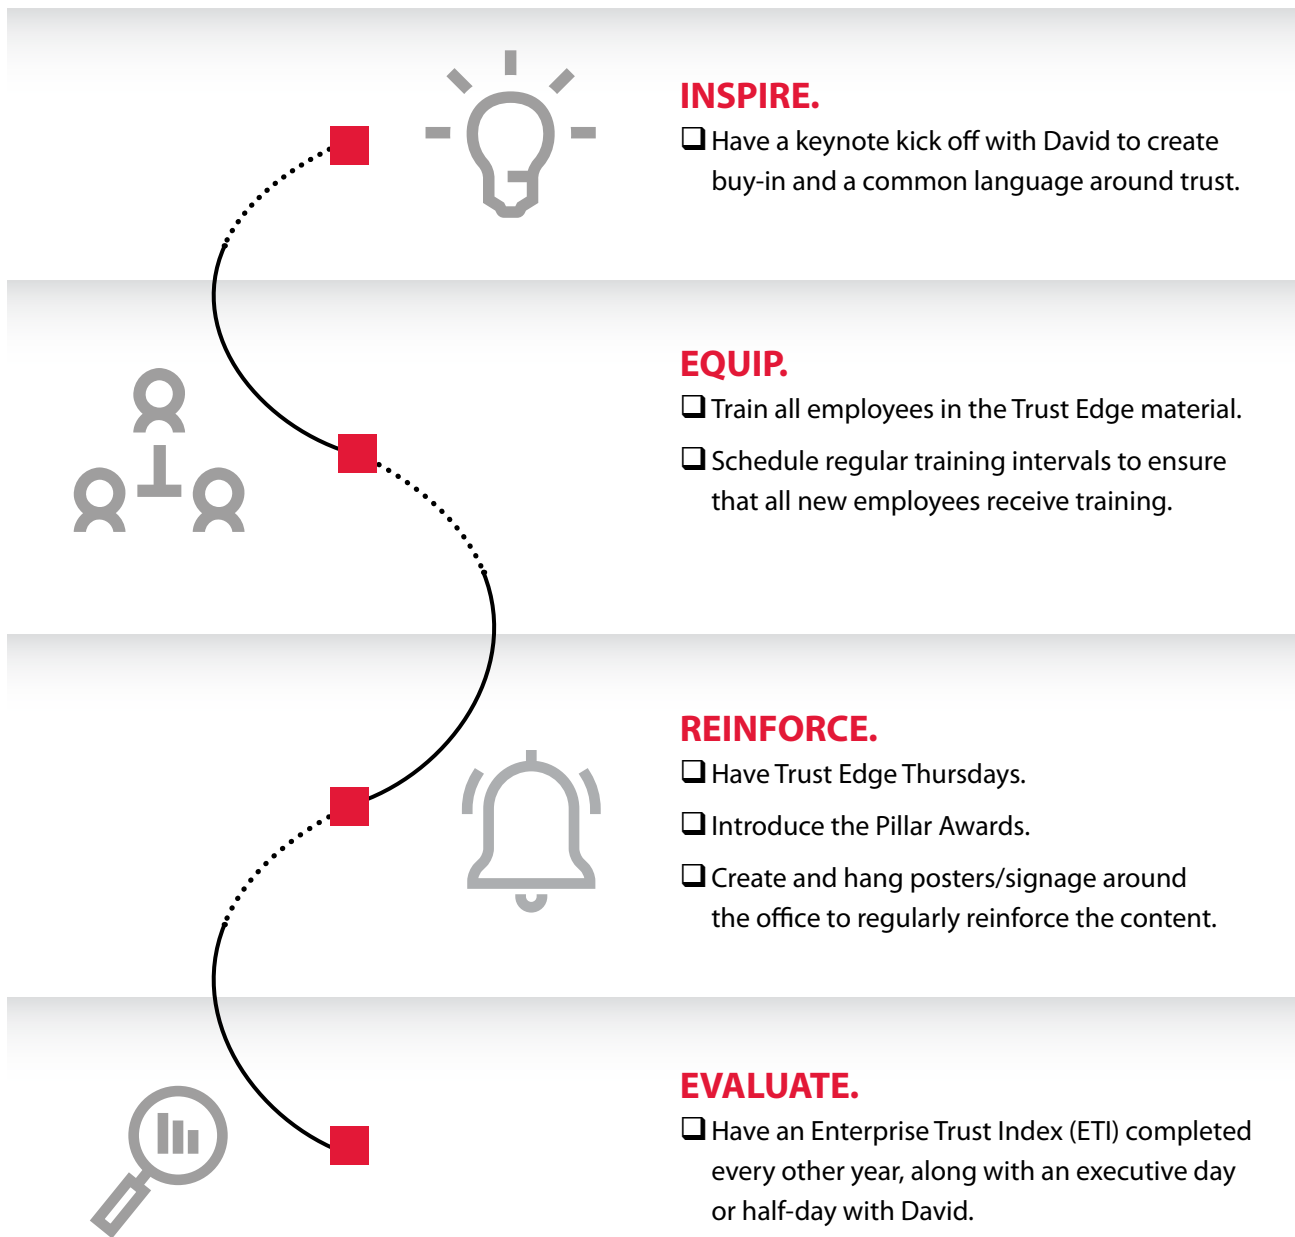 INSPIRE.
❑ Have a keynote kick off with David to create
buy-in and a common language around trust.
EQUIP.
❑ Train all employees in the Trust Edge material.
❑ Schedule regular training intervals to ensure
that all new employees receive training.
REINFORCE.
❑ Have Trust Edge Thursdays.
❑ Introduce the Pillar Awards.
❑ Create and hang posters/signage around
the office to regularly reinforce the content.
EVALUATE.
❑ Have an Enterprise Trust Index (ETI) completed
every other year, along with an executive day
or half-day with David.